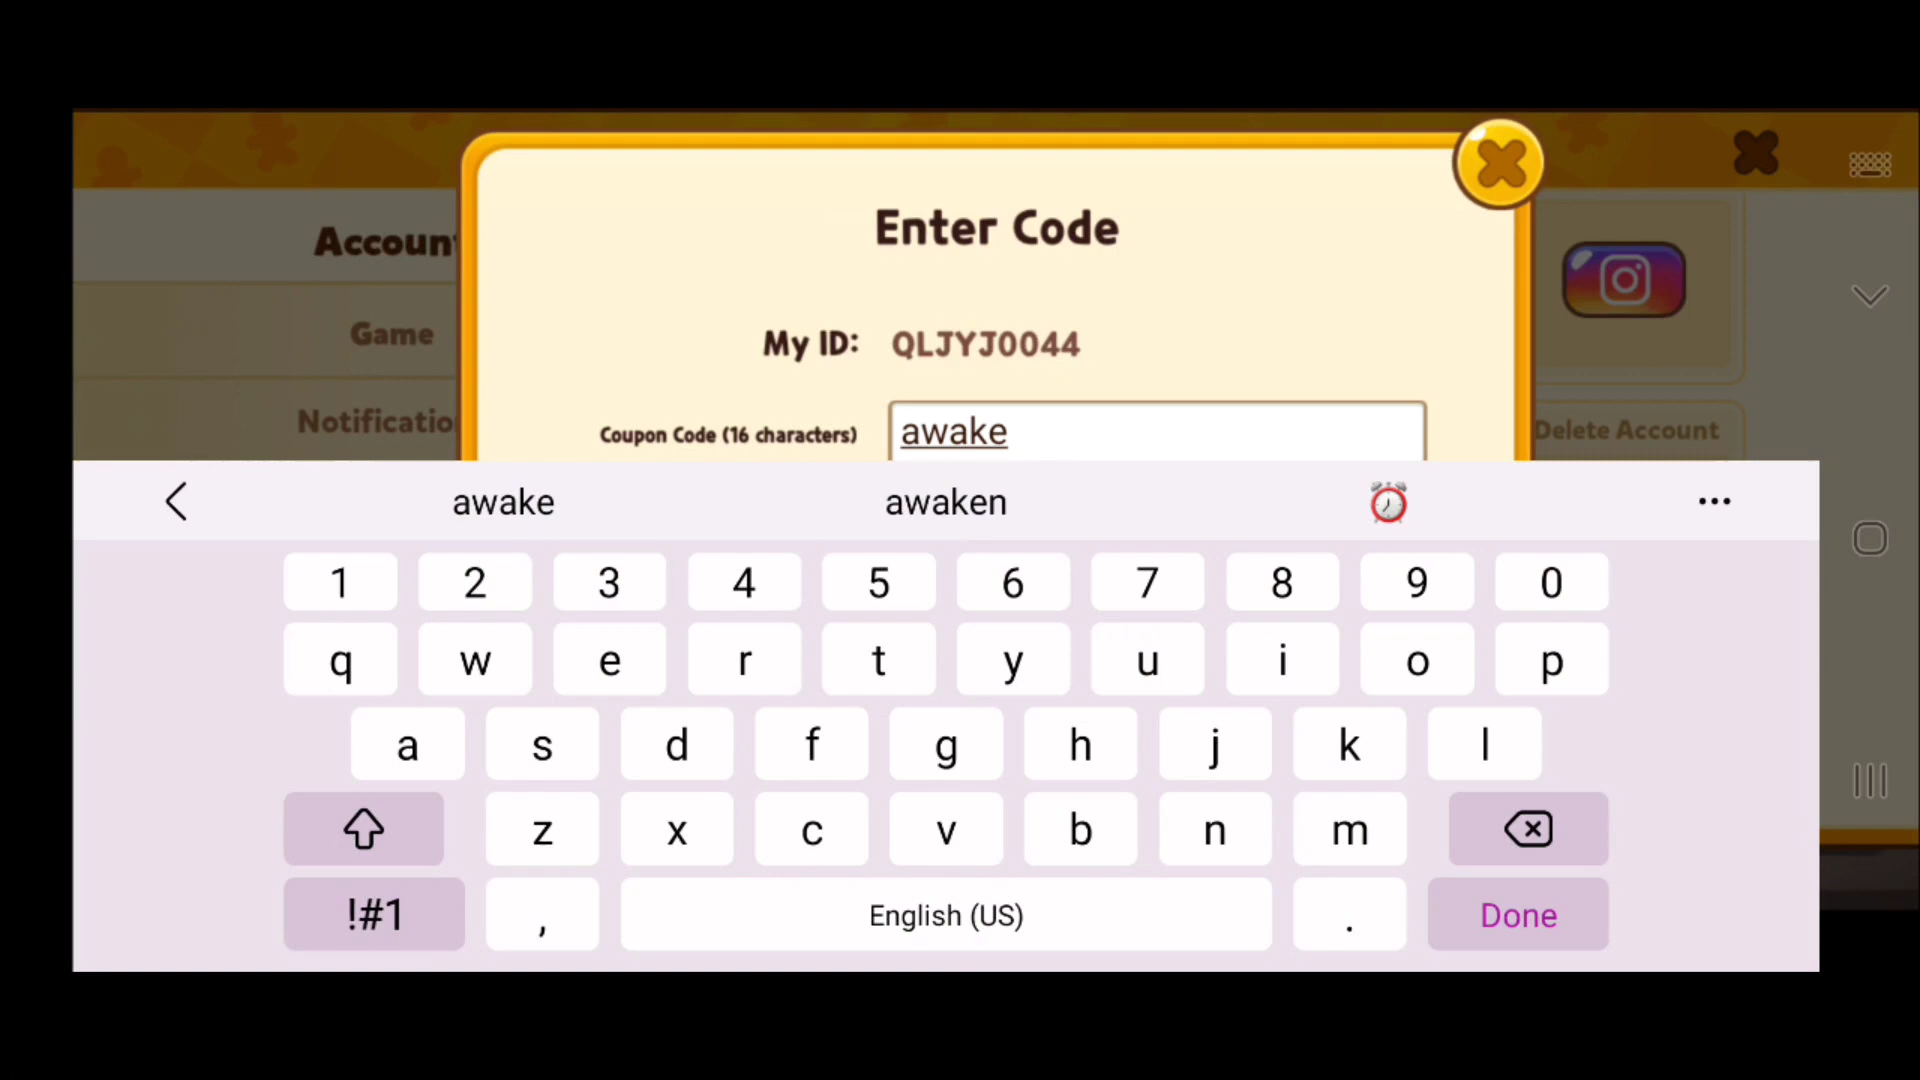 Enter Code
Account
My ID: QLJYJ0044
Game
Notificatio
Coupon Code (16 characters) awake
Delete Account
awake awaken
1 2 3 4 5 6 7 8 9 0
q w e r t y u i o p
a s d f g h j k l
z x c v b n m
!#1 , English (US) . Done